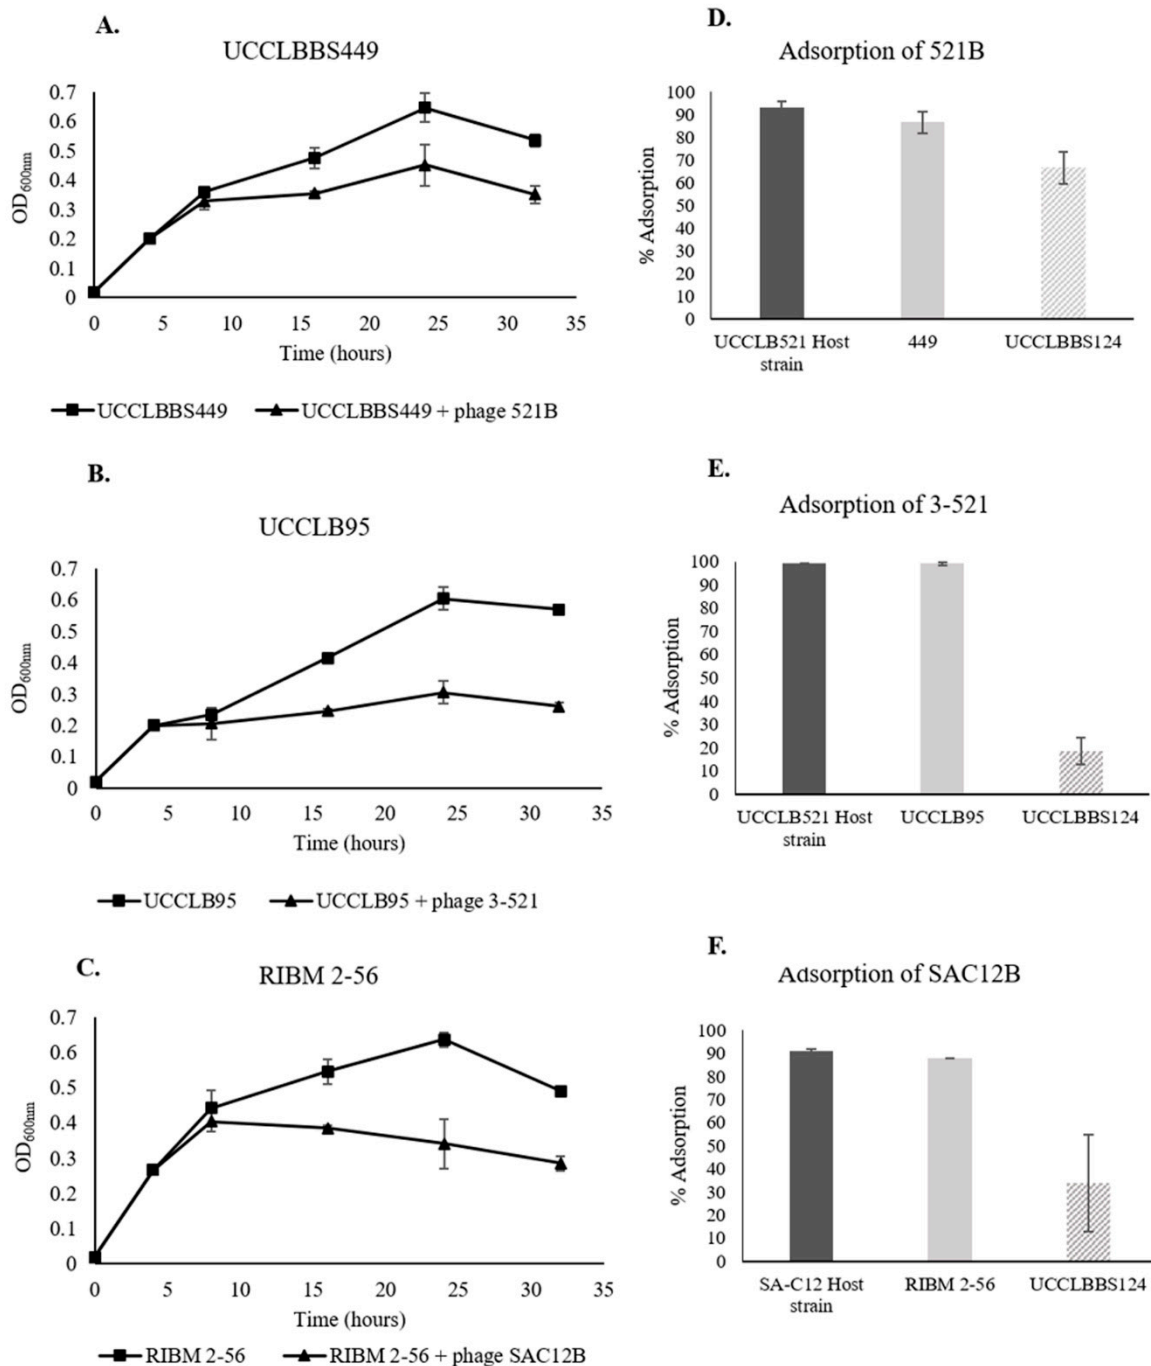 A.
UCCLBBS449
0.7
0.6
0.5
0.4
0.3
0.2
0.1
0
OD600nm
0 5 10 15 20 25 30 35
Time (hours)
UCCLBBS449 UCCLBBS449 + phage 521B
D.
Adsorption of 521B
100
90
80
70
60
50
40
30
20
10
0
% Adsorption
UCCLB521 Host 449 UCCLBBS124
strain
B.
UCCLB95
0.7
0.6
0.5
0.4
0.3
0.2
0.1
0
OD600nm
0 5 10 15 20 25 30 35
Time (hours)
UCCLB95 UCCLB95 + phage 3-521
E.
Adsorption of 3-521
100
90
80
70
60
50
40
30
20
10
0
% Adsorption
UCCLB521 Host UCCLB95 UCCLBBS124
strain
C.
RIBM 2-56
0.7
0.6
0.5
0.4
0.3
0.2
0.1
0
OD600nm
0 5 10 15 20 25 30 35
Time (hours)
RIBM 2-56 RIBM 2-56 + phage SAC12B
F.
Adsorption of SAC12B
100
90
80
70
60
50
40
30
20
10
0
% Adsorption
SA-C12 Host RIBM 2-56 UCCLBBS124
strain